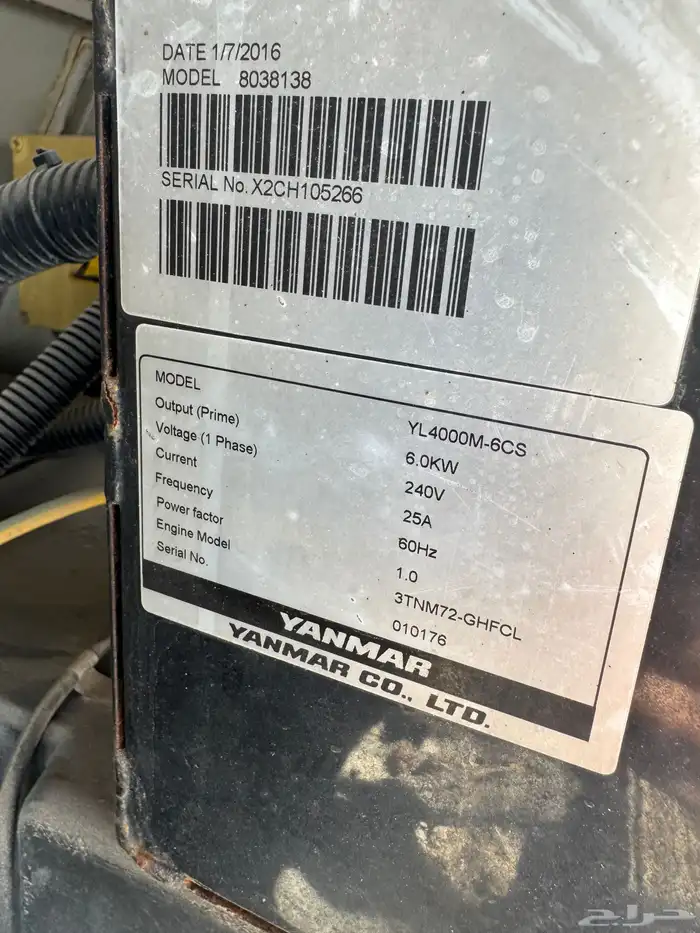 DATE 1/7/2016
MODEL 8038138
SERIAL No. X2CH105266
MODEL YL4000M-6CS
Output (Prime) 6.0KW
Voltage (1 Phase) 240V
Current 25A
Frequency 60Hz
Power factor 1.0
Engine Model 3TNM72-GHFCL
Serial No. 010176
YANMAR
YANMAR CO., LTD.
حراج